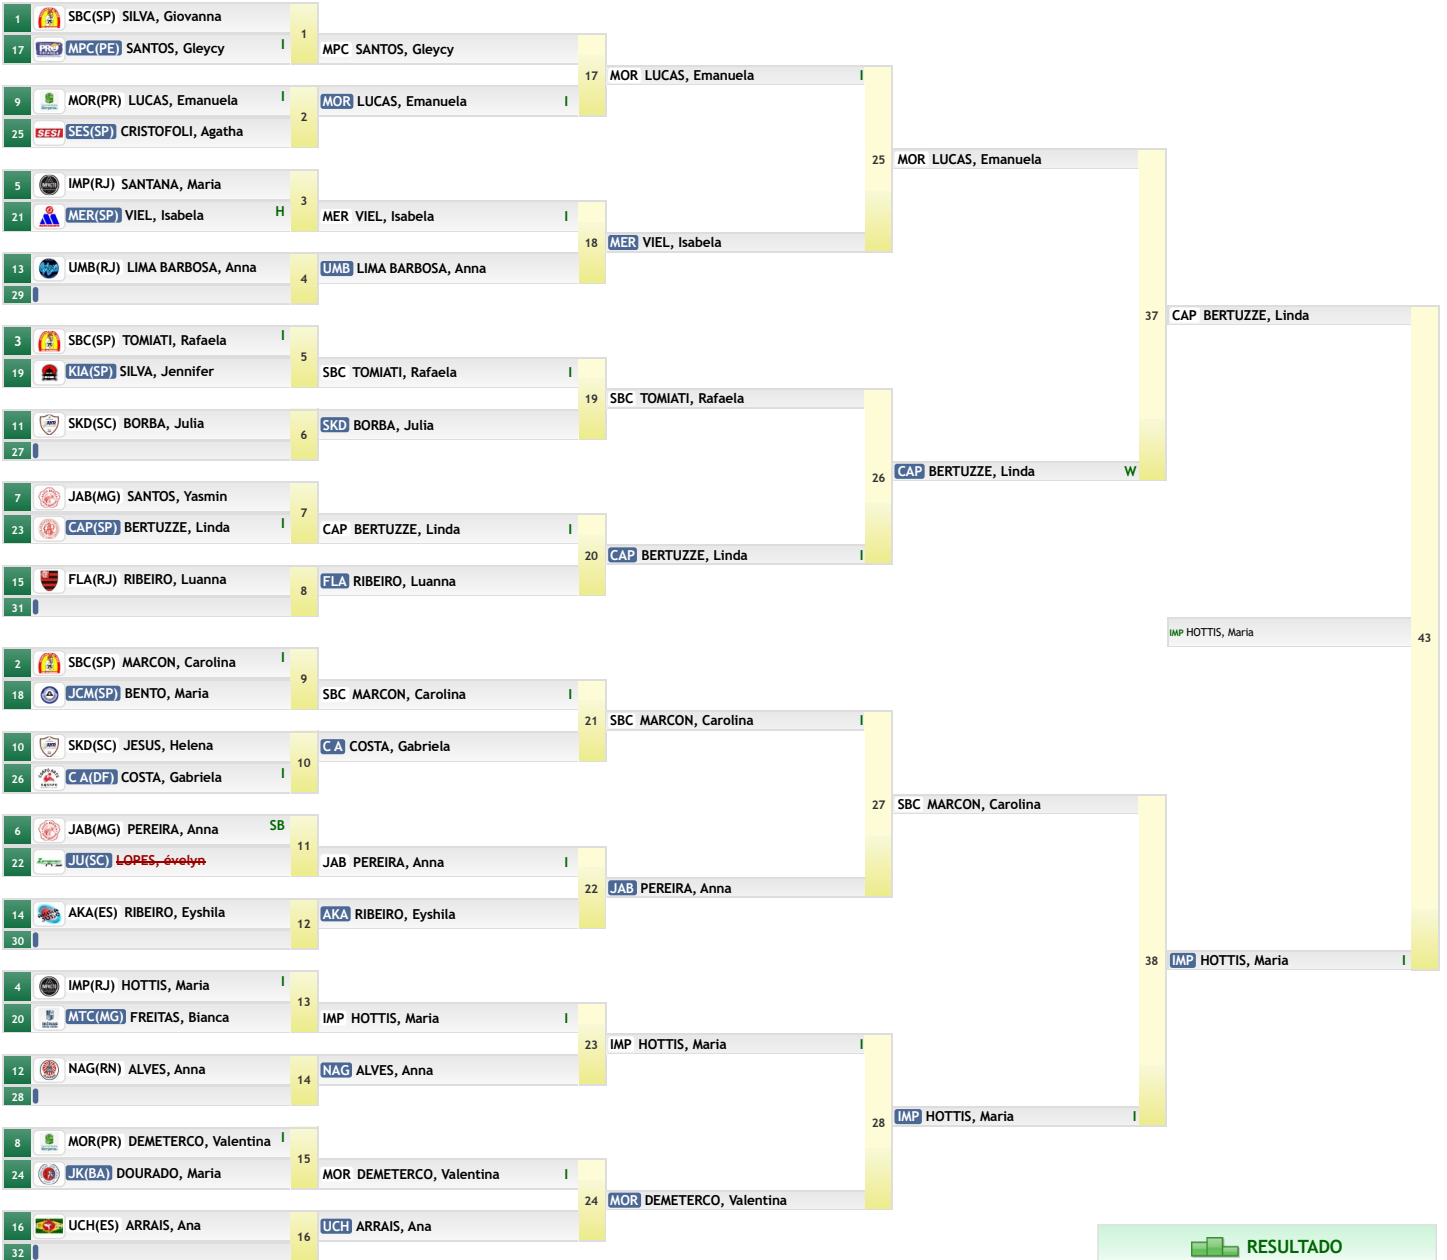 1 SBC(SP) SILVA, Giovanna
17 MPC(PE) SANTOS, Gleycy I
1
9 MOR(PR) LUCAS, Emanuela I
25 SESI SES(SP) CRISTOFOLI, Agatha
2
5 IMP(RJ) SANTANA, Maria
21 MER(SP) VIEL, Isabela H
3
13 UMB(RJ) LIMA BARBOSA, Anna
29
4
3 SBC(SP) TOMIATI, Rafaela I
19 KIA(SP) SILVA, Jennifer
5
11 SKD(SC) BORBA, Julia
27
6
7 JAB(MG) SANTOS, Yasmin
23 CAP(SP) BERTUZZE, Linda I
7
15 FLA(RJ) RIBEIRO, Luanna
31
8
2 SBC(SP) MARCON, Carolina I
18 JCM(SP) BENTO, Maria
9
10 SKD(SC) JESUS, Helena
26 C A(DF) COSTA, Gabriela I
10
6 JAB(MG) PEREIRA, Anna SB
22 JU(SC) LOPES, évelyn
11
14 AKA(ES) RIBEIRO, Eyshila
30
12
4 IMP(RJ) HOTTIS, Maria I
20 MTC(MG) FREITAS, Bianca
13
12 NAG(RN) ALVES, Anna
28
14
8 MOR(PR) DEMETERCO, Valentina I
24 JK(BA) DOURADO, Maria
15
16 UCH(ES) ARRAIS, Ana
32
16
MPC SANTOS, Gleycy
MOR LUCAS, Emanuela I
17
MER VIEL, Isabela I
UMB LIMA BARBOSA, Anna
18
SBC TOMIATI, Rafaela I
SKD BORBA, Julia
19
CAP BERTUZZE, Linda I
FLA RIBEIRO, Luanna
20
SBC MARCON, Carolina I
C A COSTA, Gabriela
21
JAB PEREIRA, Anna I
AKA RIBEIRO, Eyshila
22
IMP HOTTIS, Maria I
NAG ALVES, Anna
23
MOR DEMETERCO, Valentina I
UCH ARRAIS, Ana
24
MOR LUCAS, Emanuela I
MER VIEL, Isabela
25
SBC TOMIATI, Rafaela
CAP BERTUZZE, Linda I
26
SBC MARCON, Carolina I
JAB PEREIRA, Anna
27
IMP HOTTIS, Maria I
MOR DEMETERCO, Valentina
28
MOR LUCAS, Emanuela
CAP BERTUZZE, Linda W
37
SBC MARCON, Carolina
IMP HOTTIS, Maria I
38
CAP BERTUZZE, Linda
IMP HOTTIS, Maria
43
IMP HOTTIS, Maria I
RESULTADO